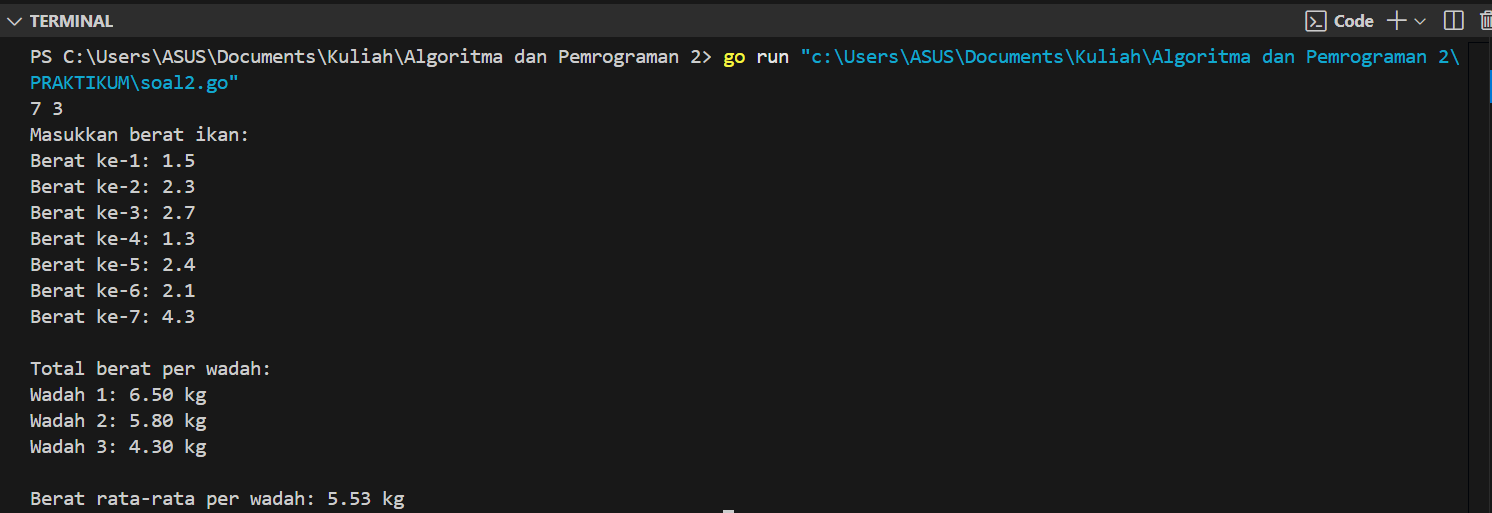 TERMINAL
Code
PS C:\Users\ASUS\Documents\Kuliah\Algoritma dan Pemrograman 2> go run "c:\Users\ASUS\Documents\Kuliah\Algoritma dan Pemrograman 2\
PRAKTIKUM\soal2.go"
7 3
Masukkan berat ikan:
Berat ke-1: 1.5
Berat ke-2: 2.3
Berat ke-3: 2.7
Berat ke-4: 1.3
Berat ke-5: 2.4
Berat ke-6: 2.1
Berat ke-7: 4.3

Total berat per wadah:
Wadah 1: 6.50 kg
Wadah 2: 5.80 kg
Wadah 3: 4.30 kg

Berat rata-rata per wadah: 5.53 kg